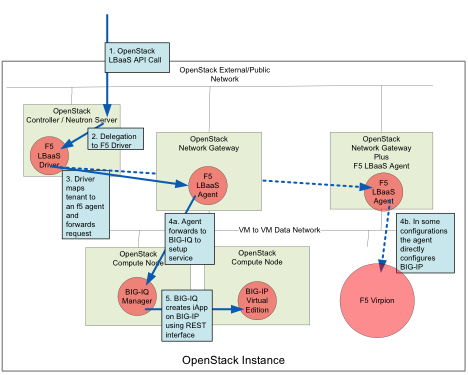 1. OpenStack
LBaaS API Call
OpenStack External/Public
Network
OpenStack
Controller / Neutron Server
2. Delegation
to F5 Driver
F5
LBaaS
Driver
OpenStack
Network Gateway
OpenStack
Network Gateway
Plus
F5 LBaaS Agent
3. Driver
maps
tenant to
an f5 agent
and
forwards
request
F5
LBaaS
Agent
F5
LBaaS
Agent
4a. Agent
forwards to
BIG-IQ to
setup
service
VM to VM Data Network
4b. In some
configurations
the agent
directly
configures
BIG-IP
OpenStack
Compute Node
OpenStack
Compute Node
BIG-IQ
Manager
BIG-IP
Virtual
Edition
F5 Virpion
5. BIG-IQ
creates iApp
on BIG-IP
using REST
interface
OpenStack Instance